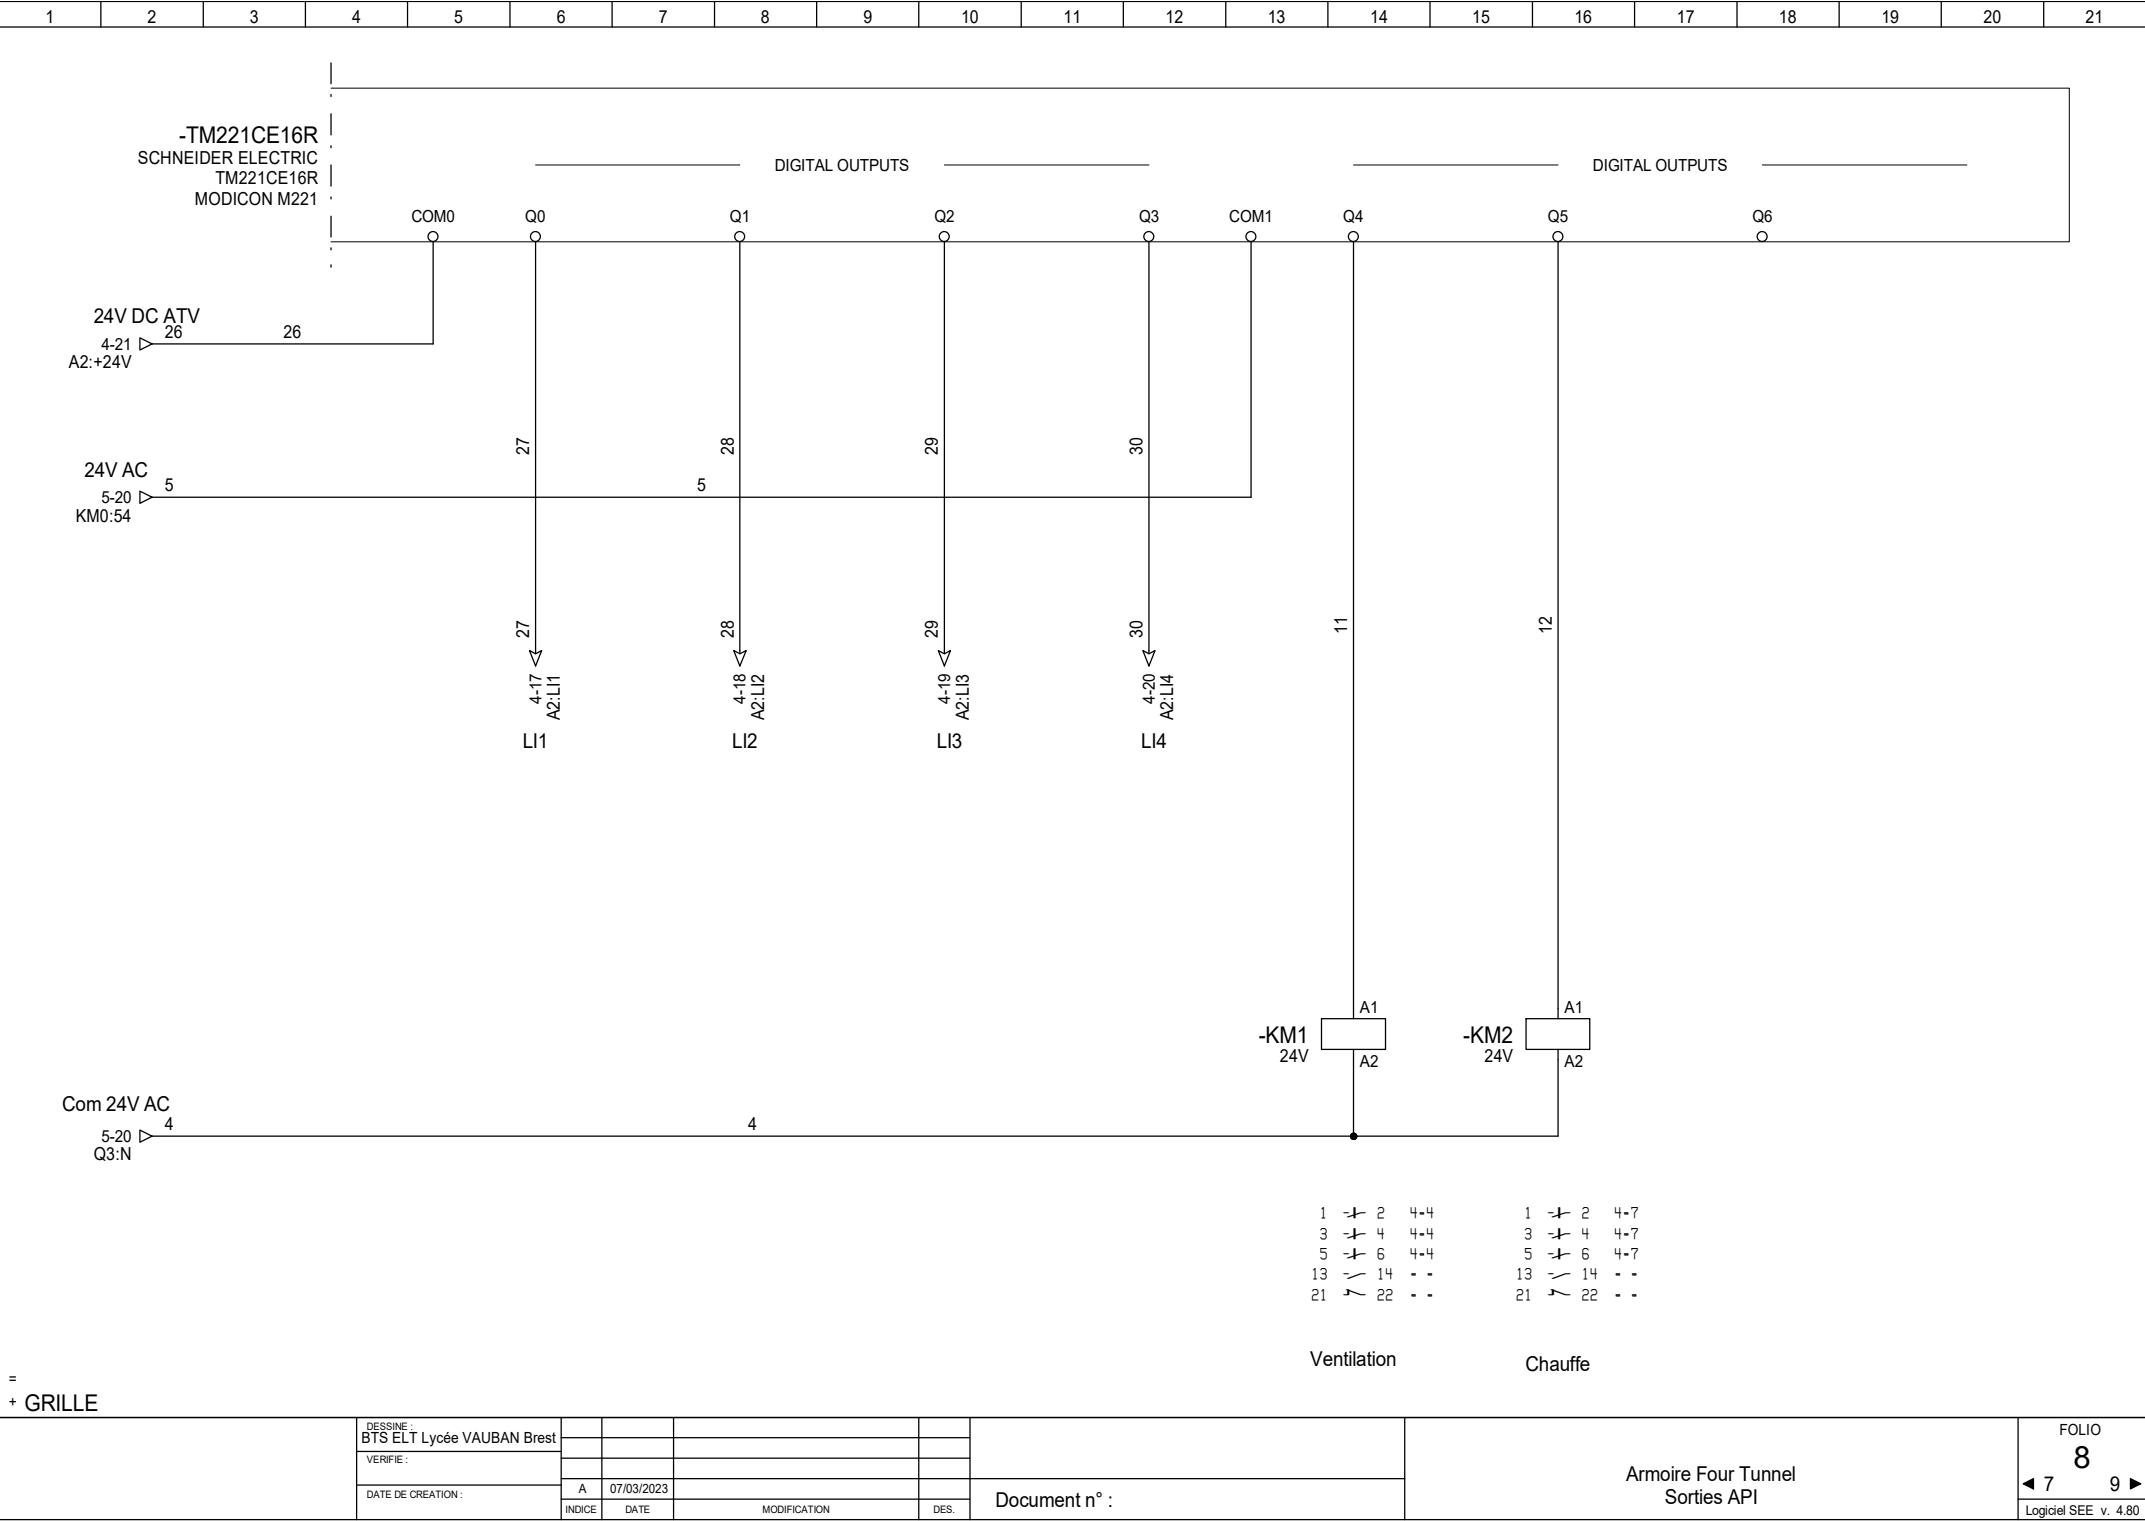 1 2 3 4 5 6 7 8 9 10 11 12 13 14 15 16 17 18 19 20 21
-TM221CE16R
SCHNEIDER ELECTRIC
TM221CE16R
MODICON M221
DIGITAL OUTPUTS DIGITAL OUTPUTS
COM0 Q0 Q1 Q2 Q3 COM1 Q4 Q5 Q6
24V DC ATV
26 26
4-21
A2:+24V
27 28 29 30
24V AC
5 5
5-20
KM0:54
27 28 29 30 11 12
4-17 4-18 4-19 4-20
A2:LI1 A2:LI2 A2:LI3 A2:LI4
LI1 LI2 LI3 LI4
A1 A1
-KM1 -KM2
24V 24V
A2 A2
Com 24V AC
4 4
5-20
Q3:N
1 2 4-4 1 2 4-7
3 4 4-4 3 4 4-7
5 6 4-4 5 6 4-7
13 14 - - 13 14 - -
21 22 - - 21 22 - -
Ventilation Chauffe
=
+ GRILLE
DESSINE :
BTS ELT Lycée VAUBAN Brest
VERIFIE :
DATE DE CREATION :
A 07/03/2023
INDICE DATE MODIFICATION DES.
Document n° :
Armoire Four Tunnel
Sorties API
FOLIO
8
7 9
Logiciel SEE v. 4.80